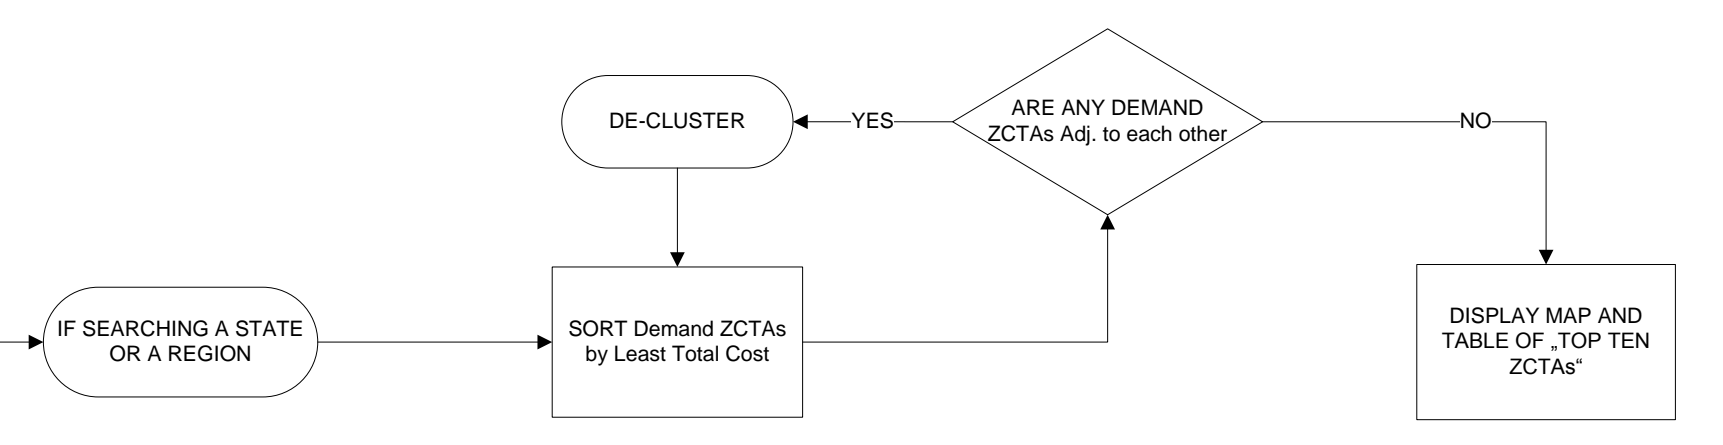 ARE ANY DEMAND
ZCTAs Adj. to each other
DE-CLUSTER
YES
NO
IF SEARCHING A STATE
OR A REGION
SORT Demand ZCTAs
by Least Total Cost
DISPLAY MAP AND
TABLE OF „TOP TEN
ZCTAs“